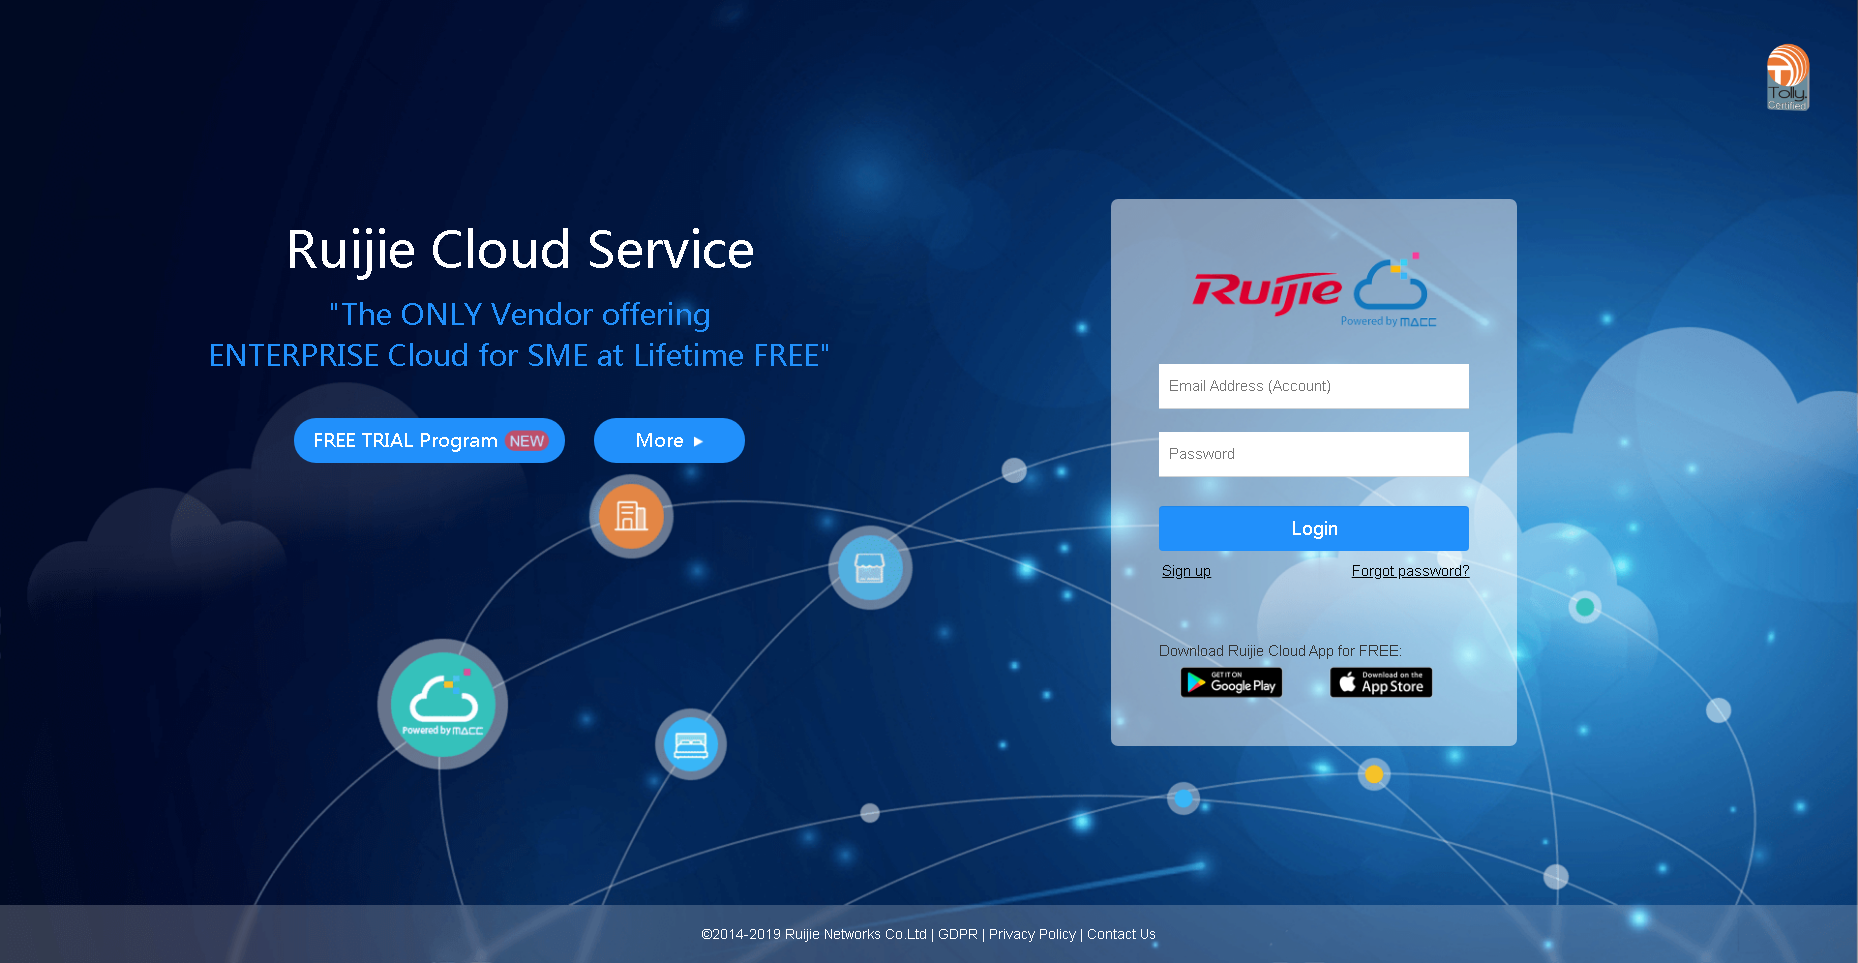 Tolly.
Certified
Ruijie Cloud Service
"The ONLY Vendor offering
ENTERPRISE Cloud for SME at Lifetime FREE"
FREE TRIAL Program NEW
More
Powered by MACC
Ruijie
Powered by MACC
Email Address (Account)
Password
Login
Sign up
Forgot password?
Download Ruijie Cloud App for FREE:
GET IT ON
Google Play
Download on the
App Store
©2014-2019 Ruijie Networks Co.Ltd | GDPR | Privacy Policy | Contact Us